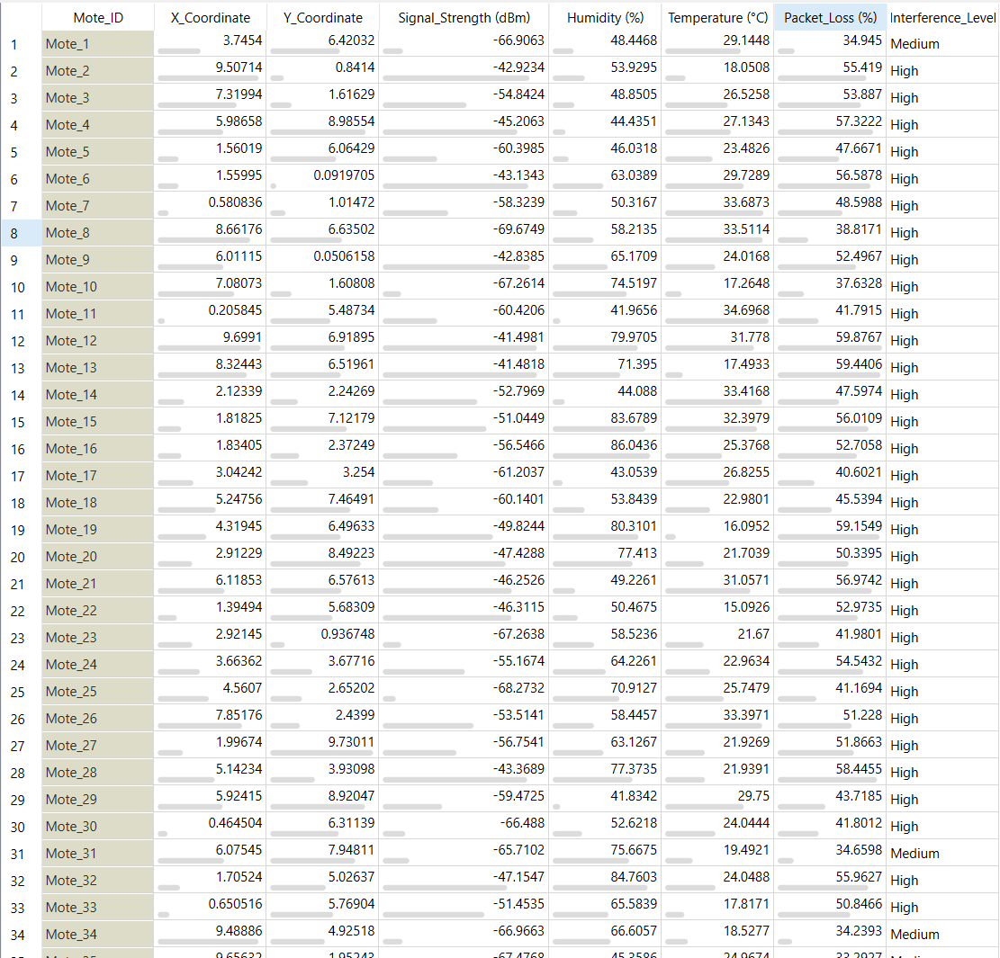 Mote_ID X_Coordinate Y_Coordinate Signal_Strength (dBm) Humidity (%) Temperature (°C) Packet_Loss (%) Interference_Level
1 Mote_1 3.7454 6.42032 -66.9063 48.4468 29.1448 34.945 Medium
2 Mote_2 9.50714 0.8414 -42.9234 53.9295 18.0508 55.419 High
3 Mote_3 7.31994 1.61629 -54.8424 48.8505 26.5258 53.887 High
4 Mote_4 5.98658 8.98554 -45.2063 44.4351 27.1343 57.3222 High
5 Mote_5 1.56019 6.06429 -60.3985 46.0318 23.4826 47.6671 High
6 Mote_6 1.55995 0.0919705 -43.1343 63.0389 29.7289 56.5878 High
7 Mote_7 0.580836 1.01472 -58.3239 50.3167 33.6873 48.5988 High
8 Mote_8 8.66176 6.63502 -69.6749 58.2135 33.5114 38.8171 High
9 Mote_9 6.01115 0.0506158 -42.8385 65.1709 24.0168 52.4967 High
10 Mote_10 7.08073 1.60808 -67.2614 74.5197 17.2648 37.6328 High
11 Mote_11 0.205845 5.48734 -60.4206 41.9656 34.6968 41.7915 High
12 Mote_12 9.6991 6.91895 -41.4981 79.9705 31.778 59.8767 High
13 Mote_13 8.32443 6.51961 -41.4818 71.395 17.4933 59.4406 High
14 Mote_14 2.12339 2.24269 -52.7969 44.088 33.4168 47.5974 High
15 Mote_15 1.81825 7.12179 -51.0449 83.6789 32.3979 56.0109 High
16 Mote_16 1.83405 2.37249 -56.5466 86.0436 25.3768 52.7058 High
17 Mote_17 3.04242 3.254 -61.2037 43.0539 26.8255 40.6021 High
18 Mote_18 5.24756 7.46491 -60.1401 53.8439 22.9801 45.5394 High
19 Mote_19 4.31945 6.49633 -49.8244 80.3101 16.0952 59.1549 High
20 Mote_20 2.91229 8.49223 -47.4288 77.413 21.7039 50.3395 High
21 Mote_21 6.11853 6.57613 -46.2526 49.2261 31.0571 56.9742 High
22 Mote_22 1.39494 5.68309 -46.3115 50.4675 15.0926 52.9735 High
23 Mote_23 2.92145 0.936748 -67.2638 58.5236 21.67 41.9801 High
24 Mote_24 3.66362 3.67716 -55.1674 64.2261 22.9634 54.5432 High
25 Mote_25 4.5607 2.65202 -68.2732 70.9127 25.7479 41.1694 High
26 Mote_26 7.85176 2.4399 -53.5141 58.4457 33.3971 51.228 High
27 Mote_27 1.99674 9.73011 -56.7541 63.1267 21.9269 51.8663 High
28 Mote_28 5.14234 3.93098 -43.3689 77.3735 21.9391 58.4455 High
29 Mote_29 5.92415 8.92047 -59.4725 41.8342 29.75 43.7185 High
30 Mote_30 0.464504 6.31139 -66.488 52.6218 24.0444 41.8012 High
31 Mote_31 6.07545 7.94811 -65.7102 75.6675 19.4921 34.6598 Medium
32 Mote_32 1.70524 5.02637 -47.1547 84.7603 24.0488 55.9627 High
33 Mote_33 0.650516 5.76904 -51.4535 65.5839 17.8171 50.8466 High
34 Mote_34 9.48886 4.92518 -66.9663 66.6057 18.5277 34.2393 Medium